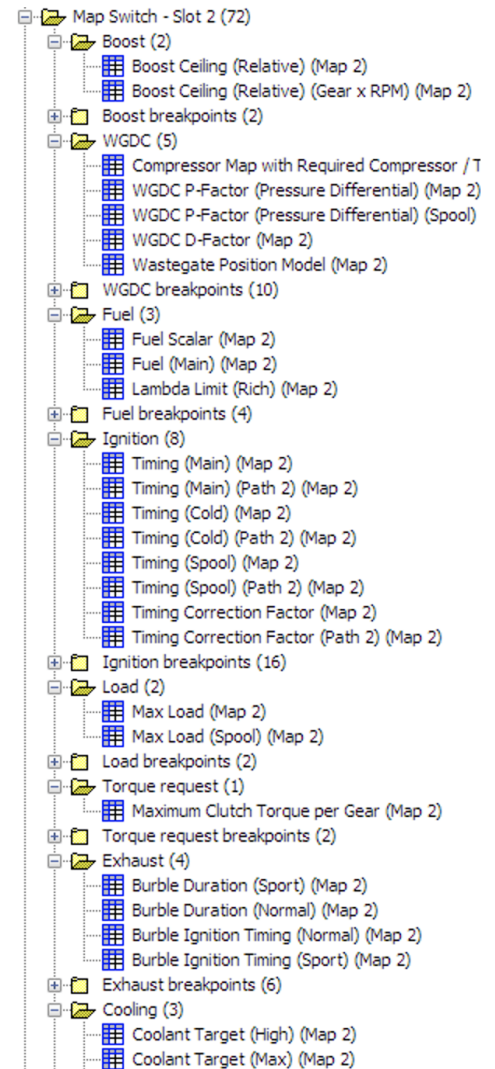 Map Switch - Slot 2 (72)
Boost (2)
Boost Ceiling (Relative) (Map 2)
Boost Ceiling (Relative) (Gear x RPM) (Map 2)
Boost breakpoints (2)
WGDC (5)
Compressor Map with Required Compressor / T
WGDC P-Factor (Pressure Differential) (Map 2)
WGDC P-Factor (Pressure Differential) (Spool)
WGDC D-Factor (Map 2)
Wastegate Position Model (Map 2)
WGDC breakpoints (10)
Fuel (3)
Fuel Scalar (Map 2)
Fuel (Main) (Map 2)
Lambda Limit (Rich) (Map 2)
Fuel breakpoints (4)
Ignition (8)
Timing (Main) (Map 2)
Timing (Main) (Path 2) (Map 2)
Timing (Cold) (Map 2)
Timing (Cold) (Path 2) (Map 2)
Timing (Spool) (Map 2)
Timing (Spool) (Path 2) (Map 2)
Timing Correction Factor (Map 2)
Timing Correction Factor (Path 2) (Map 2)
Ignition breakpoints (16)
Load (2)
Max Load (Map 2)
Max Load (Spool) (Map 2)
Load breakpoints (2)
Torque request (1)
Maximum Clutch Torque per Gear (Map 2)
Torque request breakpoints (2)
Exhaust (4)
Burble Duration (Sport) (Map 2)
Burble Duration (Normal) (Map 2)
Burble Ignition Timing (Normal) (Map 2)
Burble Ignition Timing (Sport) (Map 2)
Exhaust breakpoints (6)
Cooling (3)
Coolant Target (High) (Map 2)
Coolant Target (Max) (Map 2)